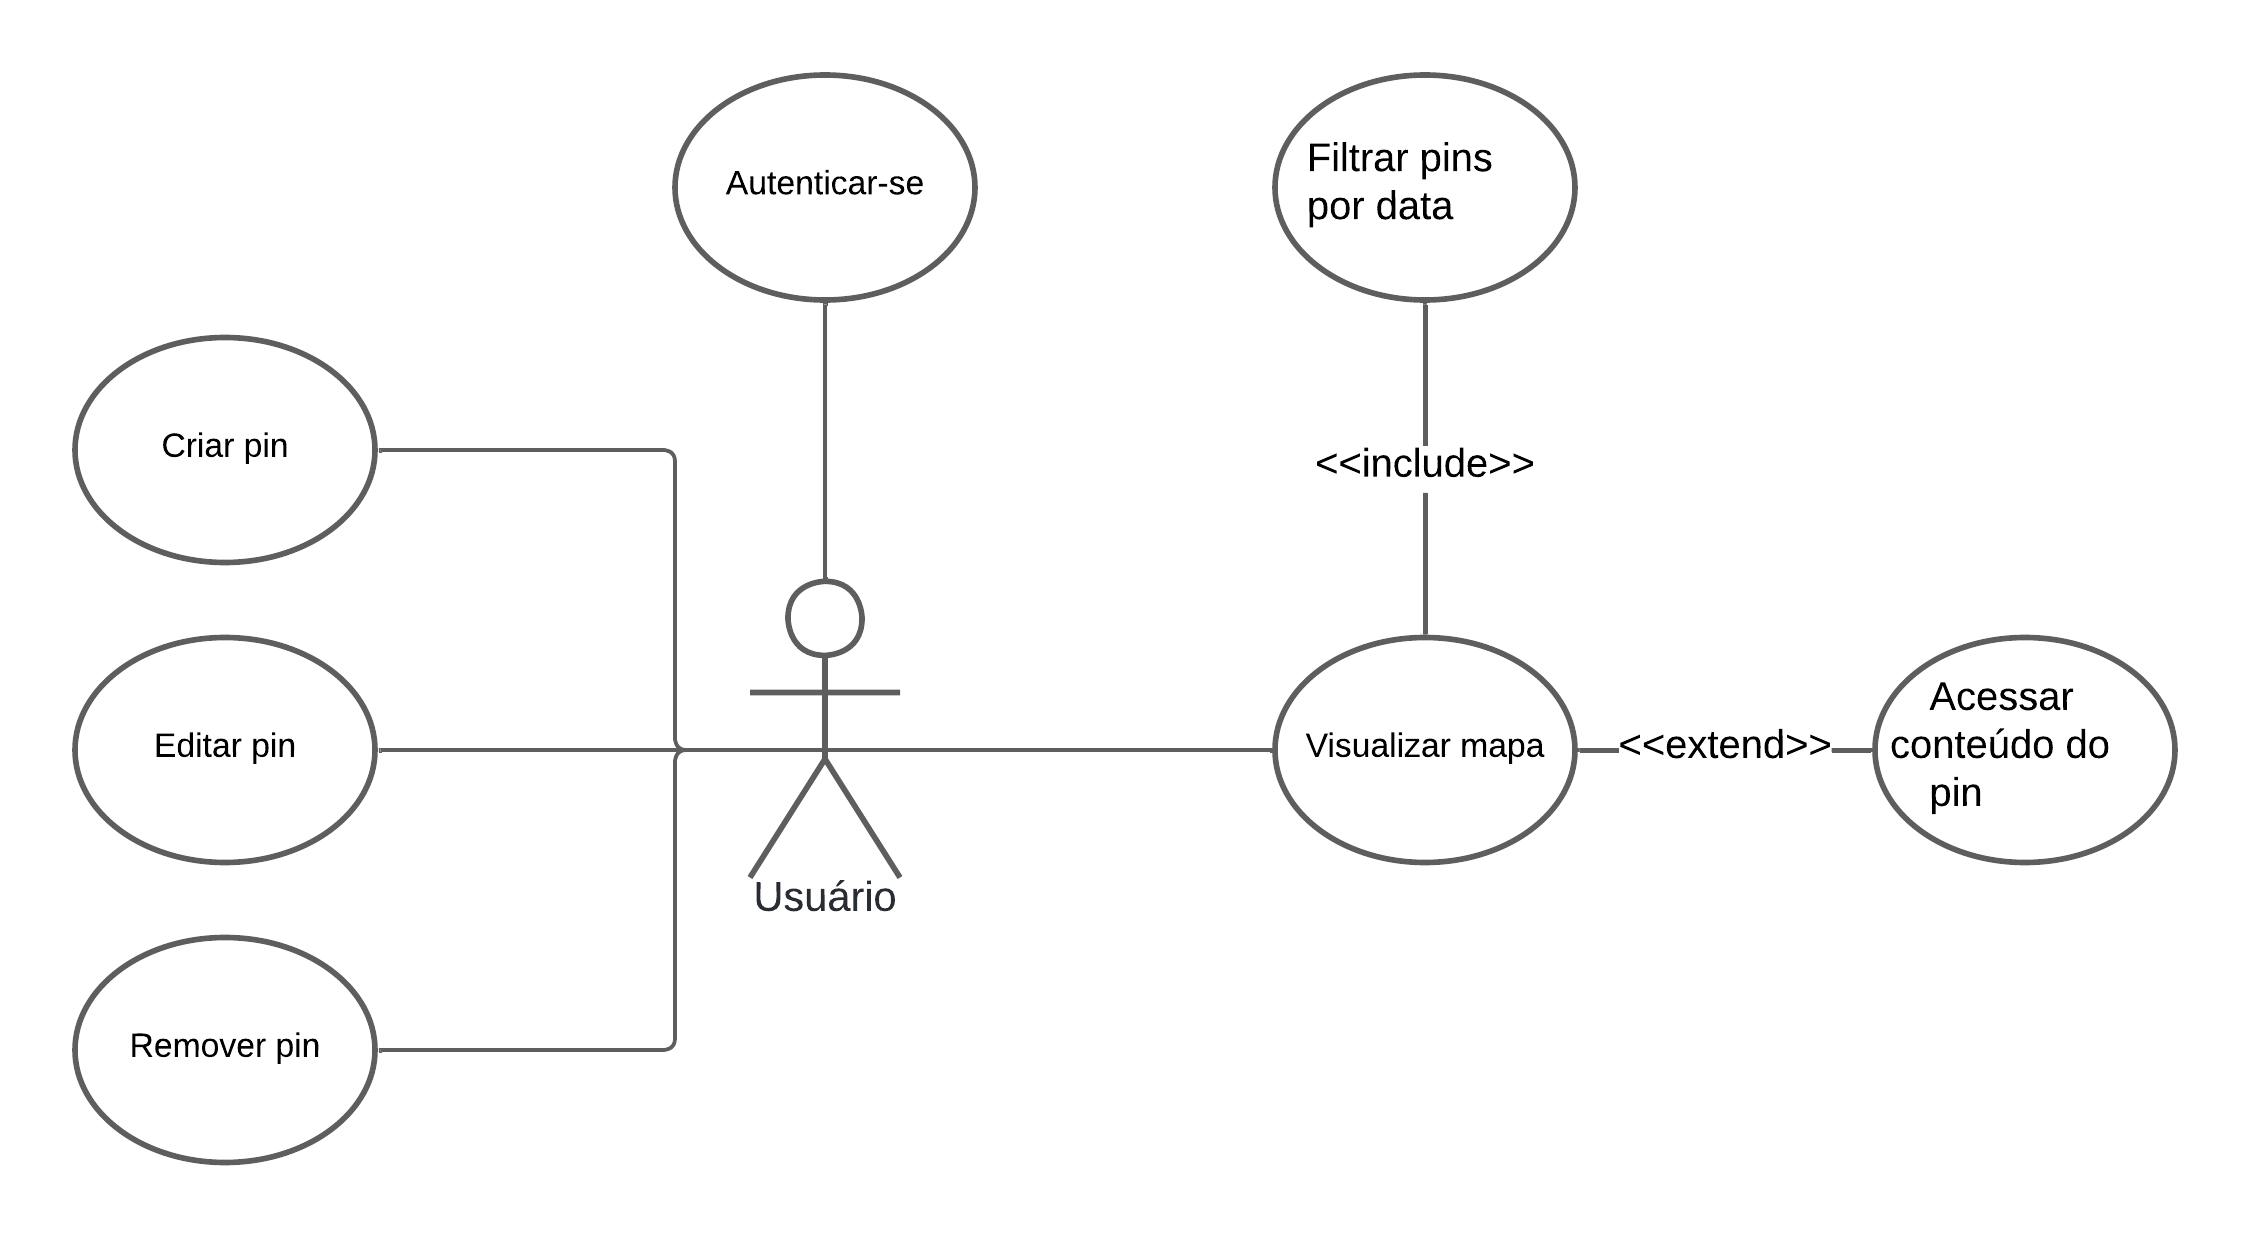 Autenticar-se
Filtrar pins
por data
Criar pin
<<include>>
Editar pin
Visualizar mapa
<<extend>>
Acessar
conteúdo do
pin
Usuário
Remover pin